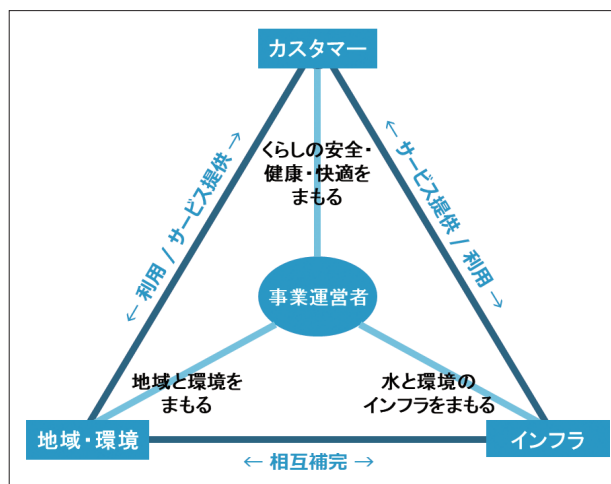 カスタマー
くらしの安全・
健康・快適を
まもる
← 利用 / サービス提供 →
← サービス提供 / 利用 →
事業運営者
地域と環境を
まもる
水と環境の
インフラをまもる
地域・環境
インフラ
← 相互補完 →